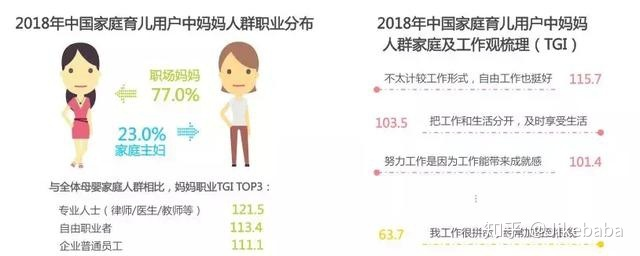 2018年中国家庭育儿用户中妈妈人群职业分布
职场妈妈
77.0%
23.0%
家庭主妇
与全体母婴家庭人群相比，妈妈职业TGI TOP3：
专业人士（律师/医生/教师等） 121.5
自由职业者 113.4
企业普通员工 111.1
2018年中国家庭育儿用户中妈妈
人群家庭及工作观梳理（TGI）
不太计较工作形式，自由工作也挺好 115.7
103.5 把工作和生活分开，及时享受生活
努力工作是因为工作能带来成就感 101.4
...
63.7 我工作很拼
知乎 @likebaba